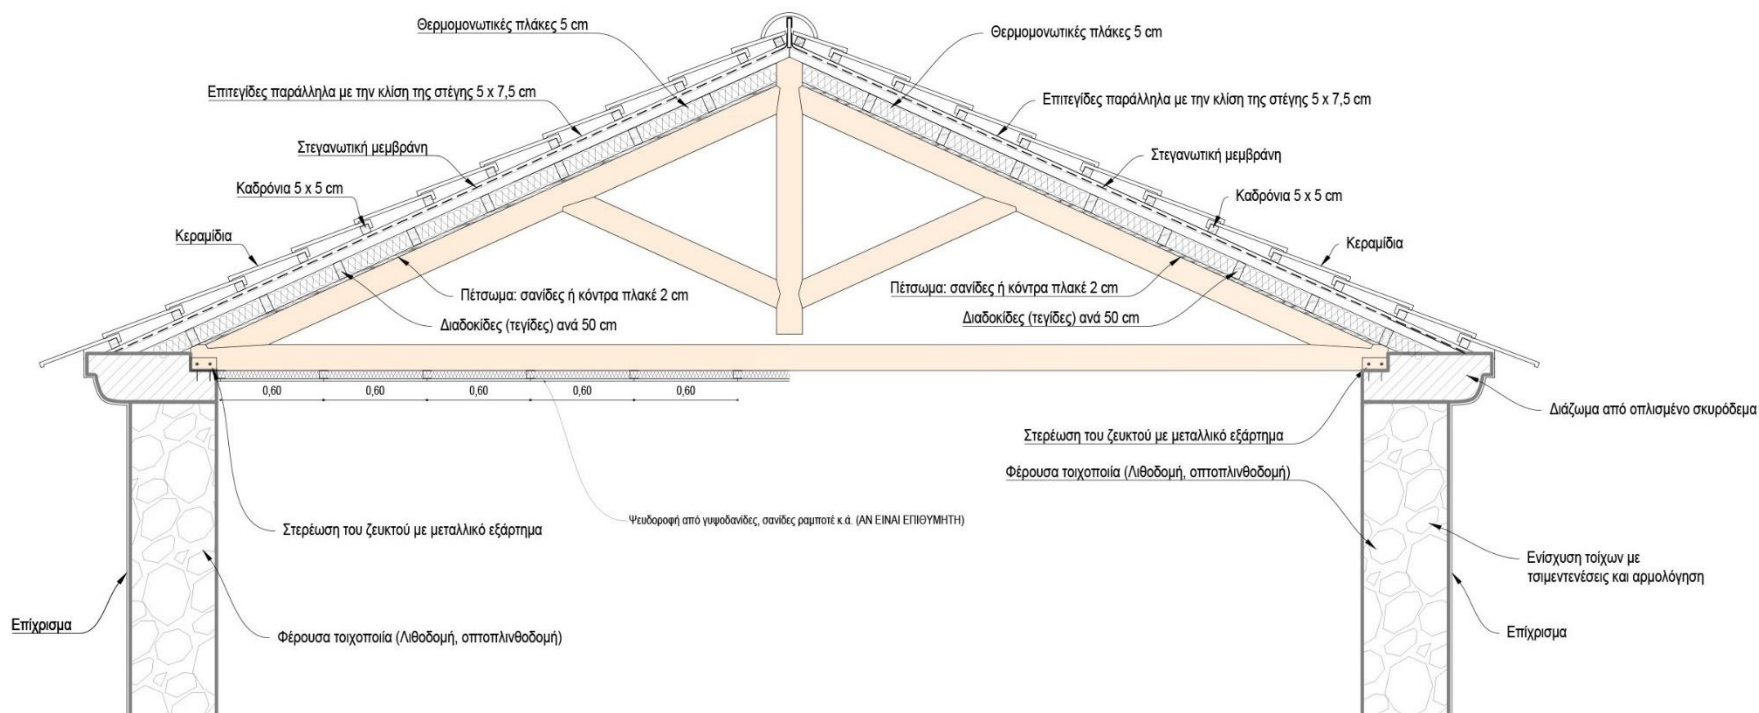 Θερμομονωτικές πλάκες 5 cm
Θερμομονωτικές πλάκες 5 cm
Επιτεγίδες παράλληλα με την κλίση της στέγης 5 x 7,5 cm
Επιτεγίδες παράλληλα με την κλίση της στέγης 5 x 7,5 cm
Στεγανωτική μεμβράνη
Στεγανωτική μεμβράνη
Καδρόνια 5 x 5 cm
Καδρόνια 5 x 5 cm
Κεραμίδια
Κεραμίδια
Πέτσωμα: σανίδες ή κόντρα πλακέ 2 cm
Πέτσωμα: σανίδες ή κόντρα πλακέ 2 cm
Διαδοκίδες (τεγίδες) ανά 50 cm
Διαδοκίδες (τεγίδες) ανά 50 cm
0,60 0,60 0,60 0,60 0,60
Διάζωμα από οπλισμένο σκυρόδεμα
Στερέωση του ζευκτού με μεταλλικό εξάρτημα
Φέρουσα τοιχοποιία (Λιθοδομή, οπτοπλινθοδομή)
Ψευδοροφή από γυψοδανίδες, σανίδες ραμποτέ κ.ά. (ΑΝ ΕΙΝΑΙ ΕΠΙΘΥΜΗΤΗ)
Στερέωση του ζευκτού με μεταλλικό εξάρτημα
Ενίσχυση τοίχων με
τσιμεντενέσεις και αρμολόγηση
Επίχρισμα
Φέρουσα τοιχοποιία (Λιθοδομή, οπτοπλινθοδομή)
Επίχρισμα